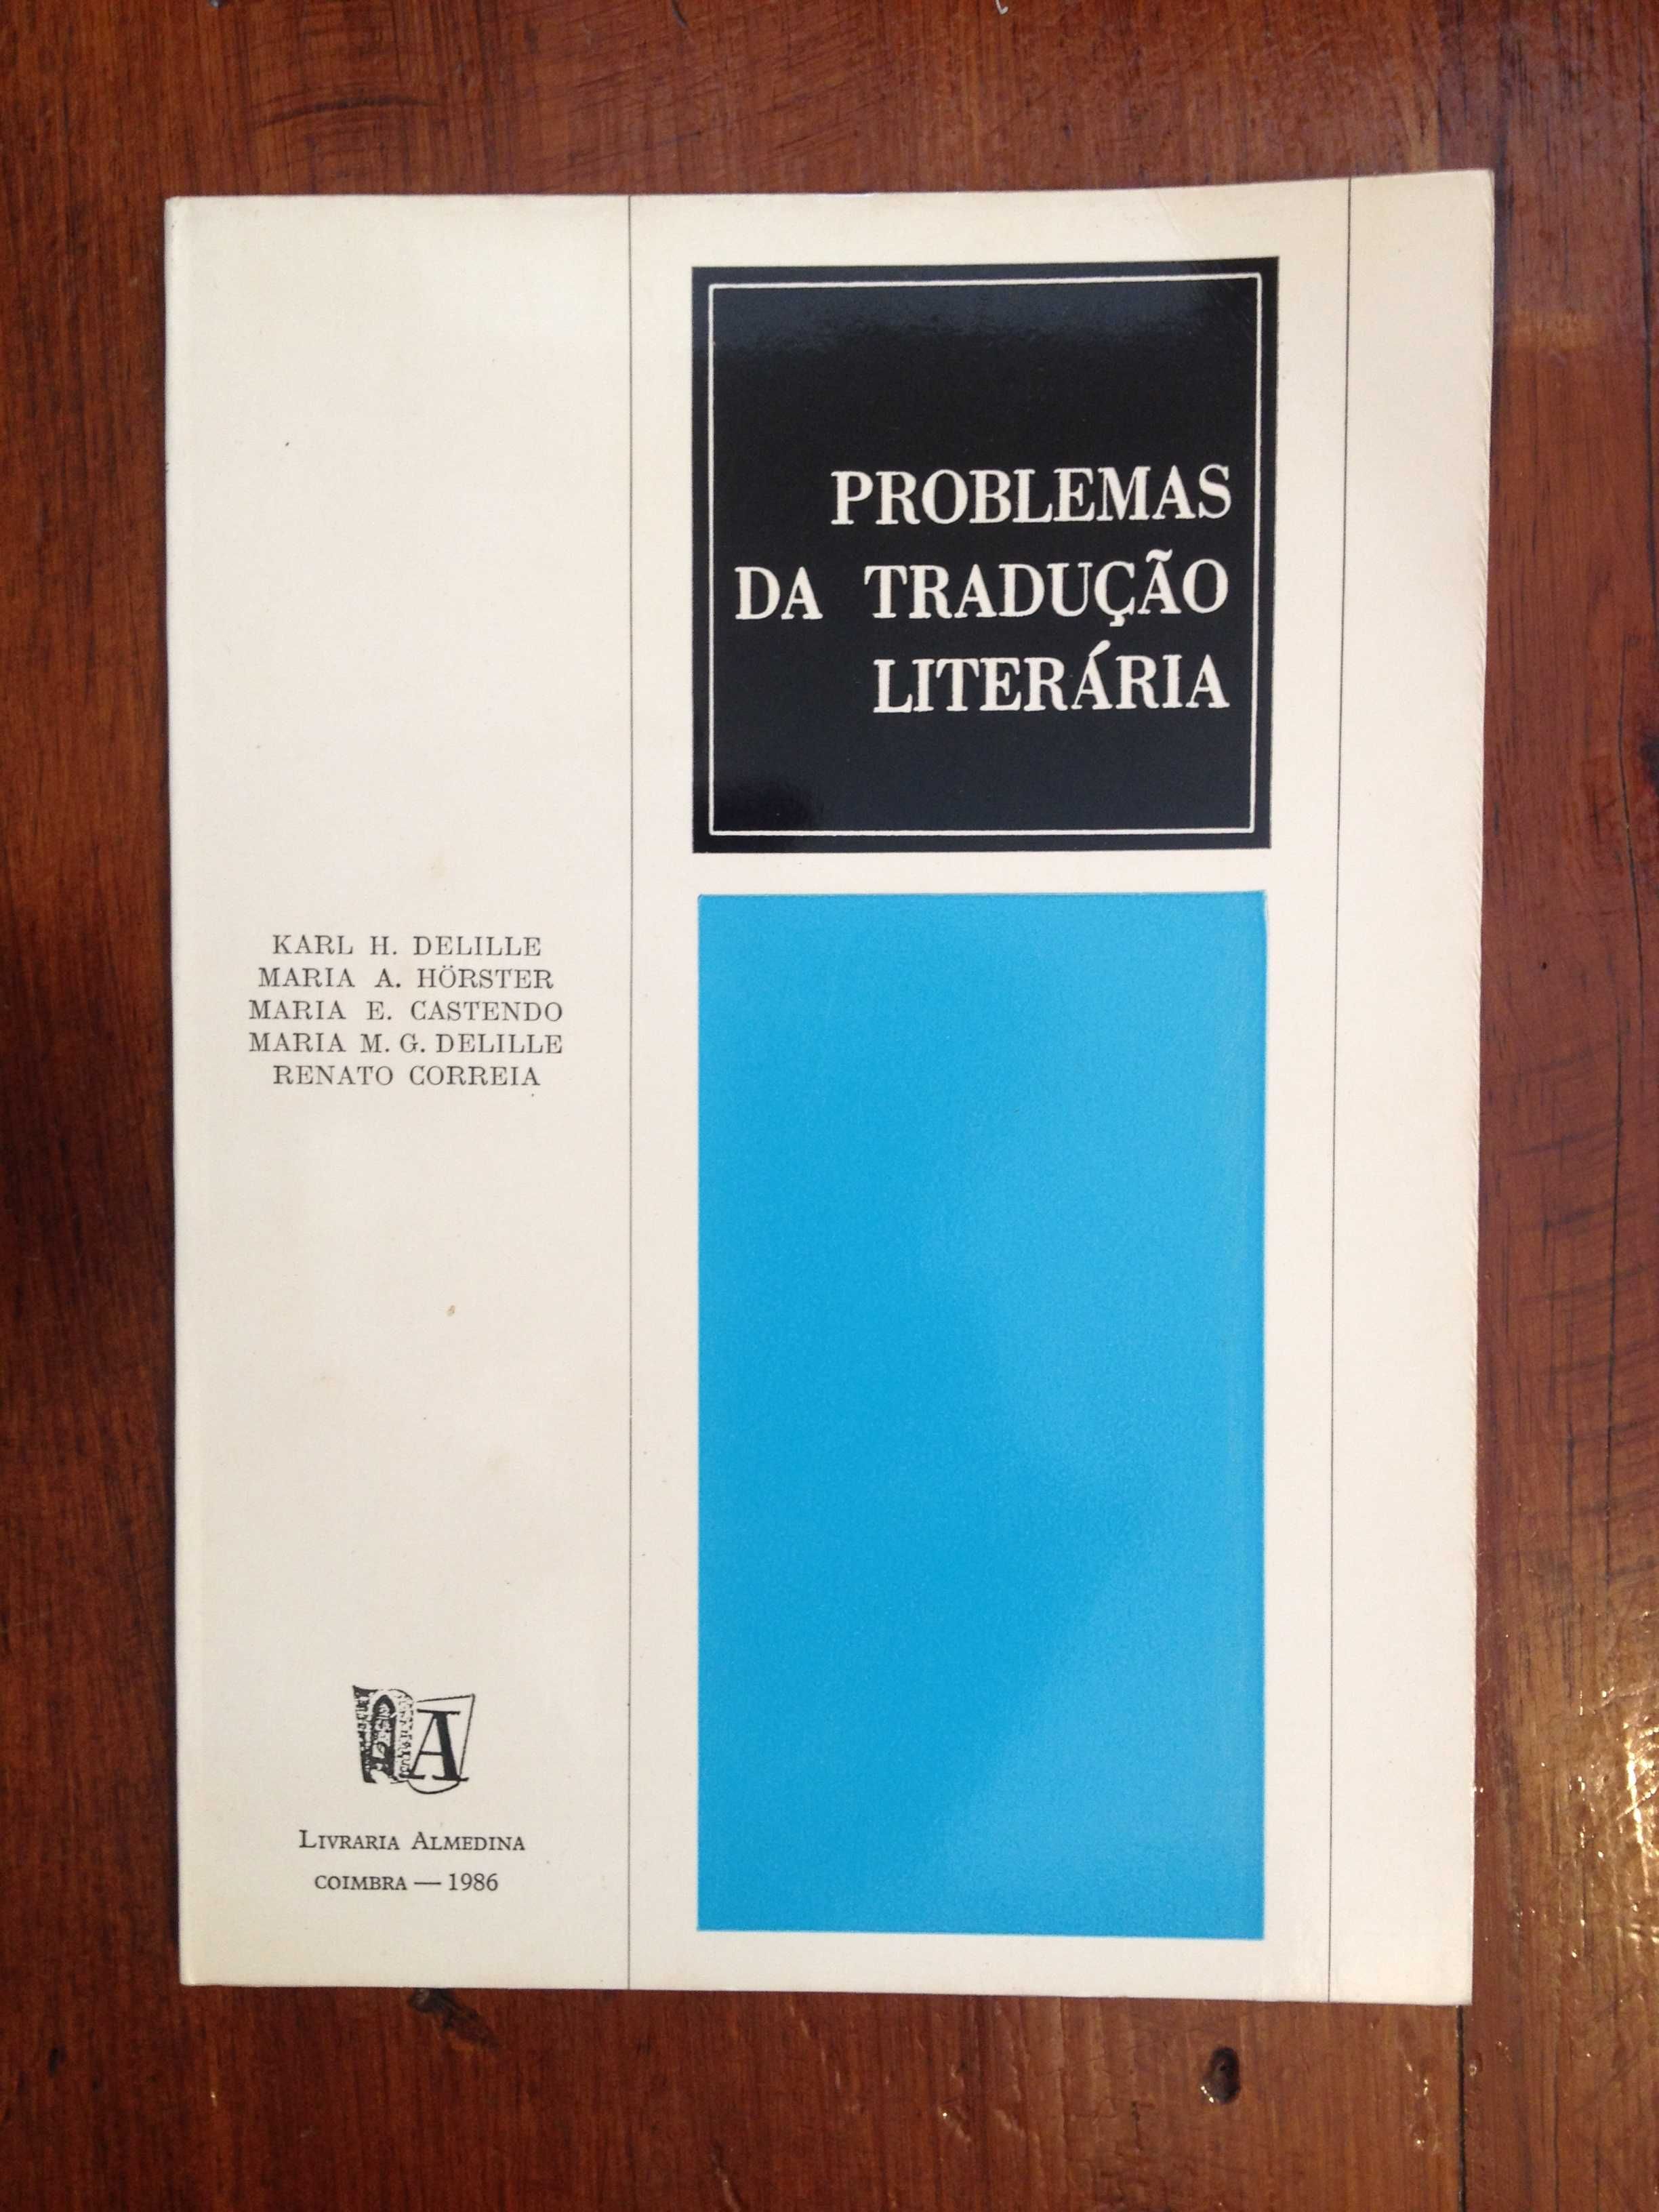 PROBLEMAS
DA TRADUÇÃO
LITERÁRIA
KARL H. DELILLE
MARIA A. HÖRSTER
MARIA E. CASTENDO
MARIA M. G. DELILLE
RENATO CORREIA
A
LIVRARIA ALMEDINA
COIMBRA — 1986